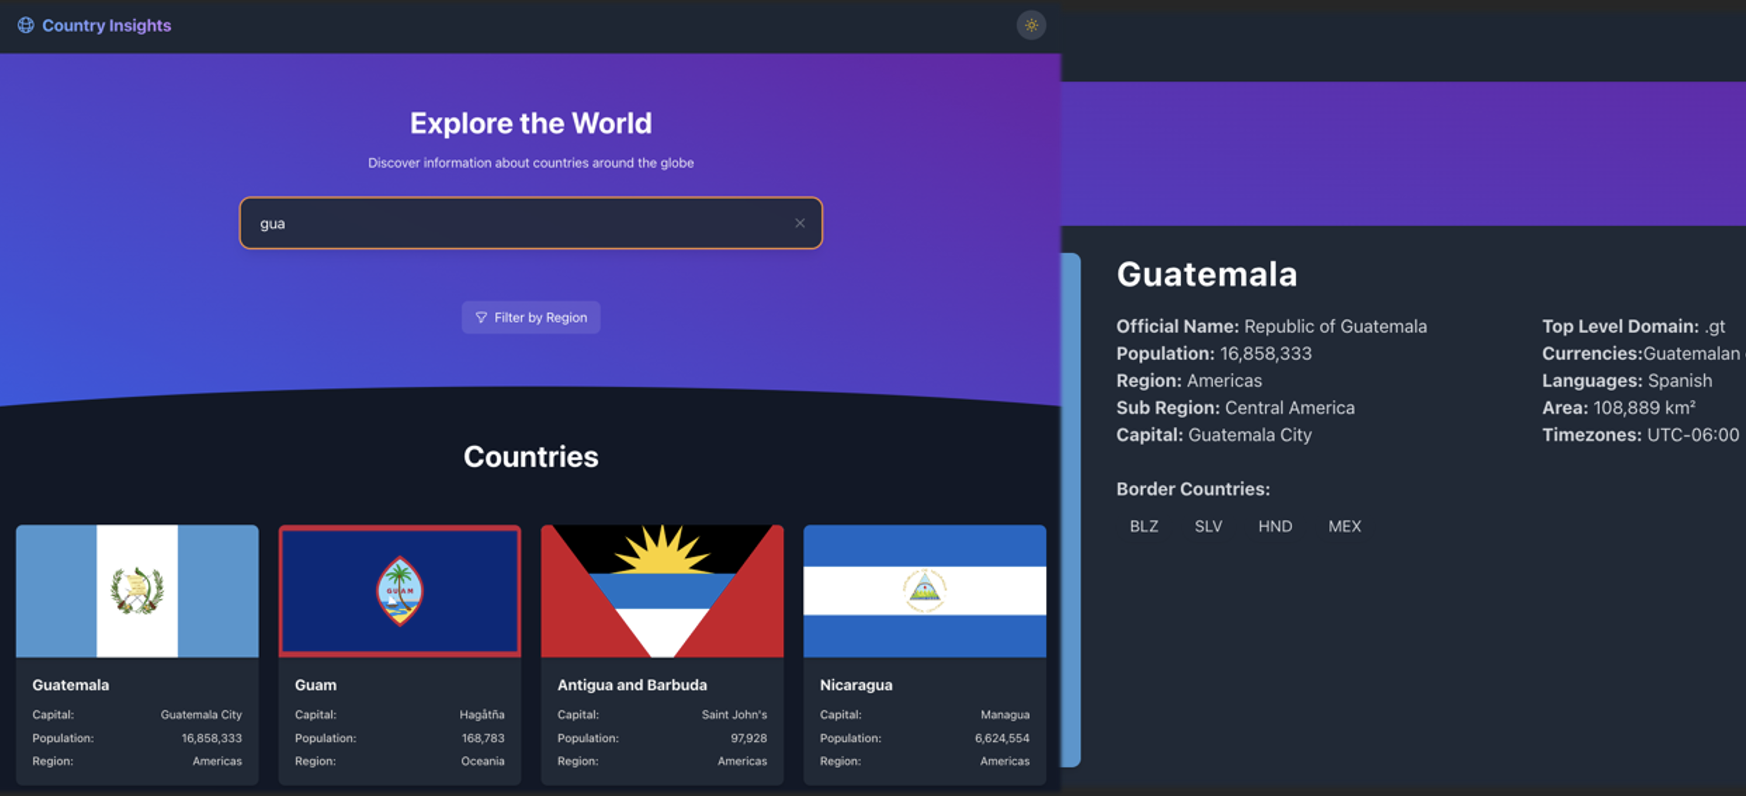 Country Insights
Explore the World
Discover information about countries around the globe
gua
Filter by Region
Countries
GUAM
Guatemala
Capital: Guatemala City
Population: 16,858,333
Region: Americas
Guam
Capital: Hagåtña
Population: 168,783
Region: Oceania
Antigua and Barbuda
Capital: Saint John's
Population: 97,928
Region: Americas
Nicaragua
Capital: Managua
Population: 6,624,554
Region: Americas
Guatemala
Official Name: Republic of Guatemala
Population: 16,858,333
Region: Americas
Sub Region: Central America
Capital: Guatemala City
Top Level Domain: .gt
Currencies:Guatemalan
Languages: Spanish
Area: 108,889 km²
Timezones: UTC-06:00
Border Countries:
BLZ SLV HND MEX